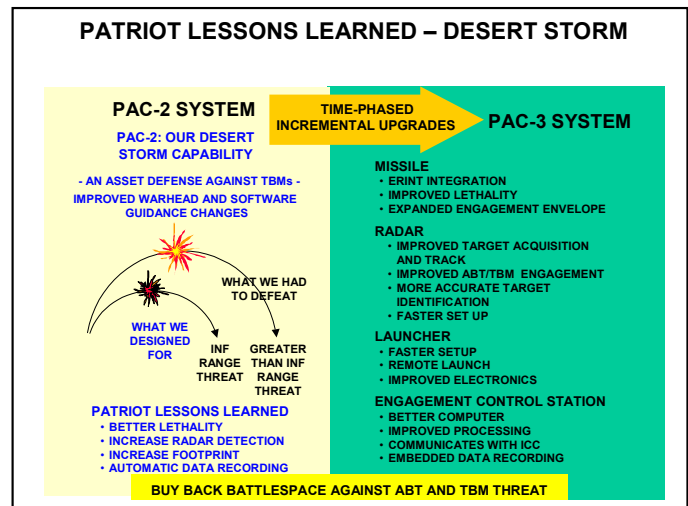 PATRIOT LESSONS LEARNED – DESERT STORM
PAC-2 SYSTEM
PAC-2: OUR DESERT
STORM CAPABILITY
- AN ASSET DEFENSE AGAINST TBMs -
IMPROVED WARHEAD AND SOFTWARE
GUIDANCE CHANGES
WHAT WE HAD
TO DEFEAT
WHAT WE
DESIGNED
FOR
INF
RANGE
THREAT
GREATER
THAN INF
RANGE
THREAT
PATRIOT LESSONS LEARNED
• BETTER LETHALITY
• INCREASE RADAR DETECTION
• INCREASE FOOTPRINT
• AUTOMATIC DATA RECORDING
TIME-PHASED
INCREMENTAL UPGRADES
PAC-3 SYSTEM
MISSILE
• ERINT INTEGRATION
• IMPROVED LETHALITY
• EXPANDED ENGAGEMENT ENVELOPE
RADAR
• IMPROVED TARGET ACQUISITION
AND TRACK
• IMPROVED ABT/TBM ENGAGEMENT
• MORE ACCURATE TARGET
IDENTIFICATION
• FASTER SET UP
LAUNCHER
• FASTER SETUP
• REMOTE LAUNCH
• IMPROVED ELECTRONICS
ENGAGEMENT CONTROL STATION
• BETTER COMPUTER
• IMPROVED PROCESSING
• COMMUNICATES WITH ICC
• EMBEDDED DATA RECORDING
BUY BACK BATTLESPACE AGAINST ABT AND TBM THREAT